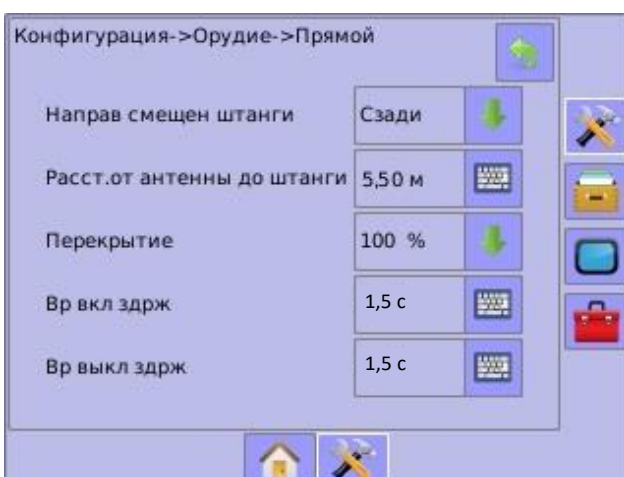 Конфигурация->Орудие->Прямой
Направ смещен штанги Сзади
Расст.от антенны до штанги 5,50 м
Перекрытие 100 %
Вр вкл здрж 1,5 с
Вр выкл здрж 1,5 с